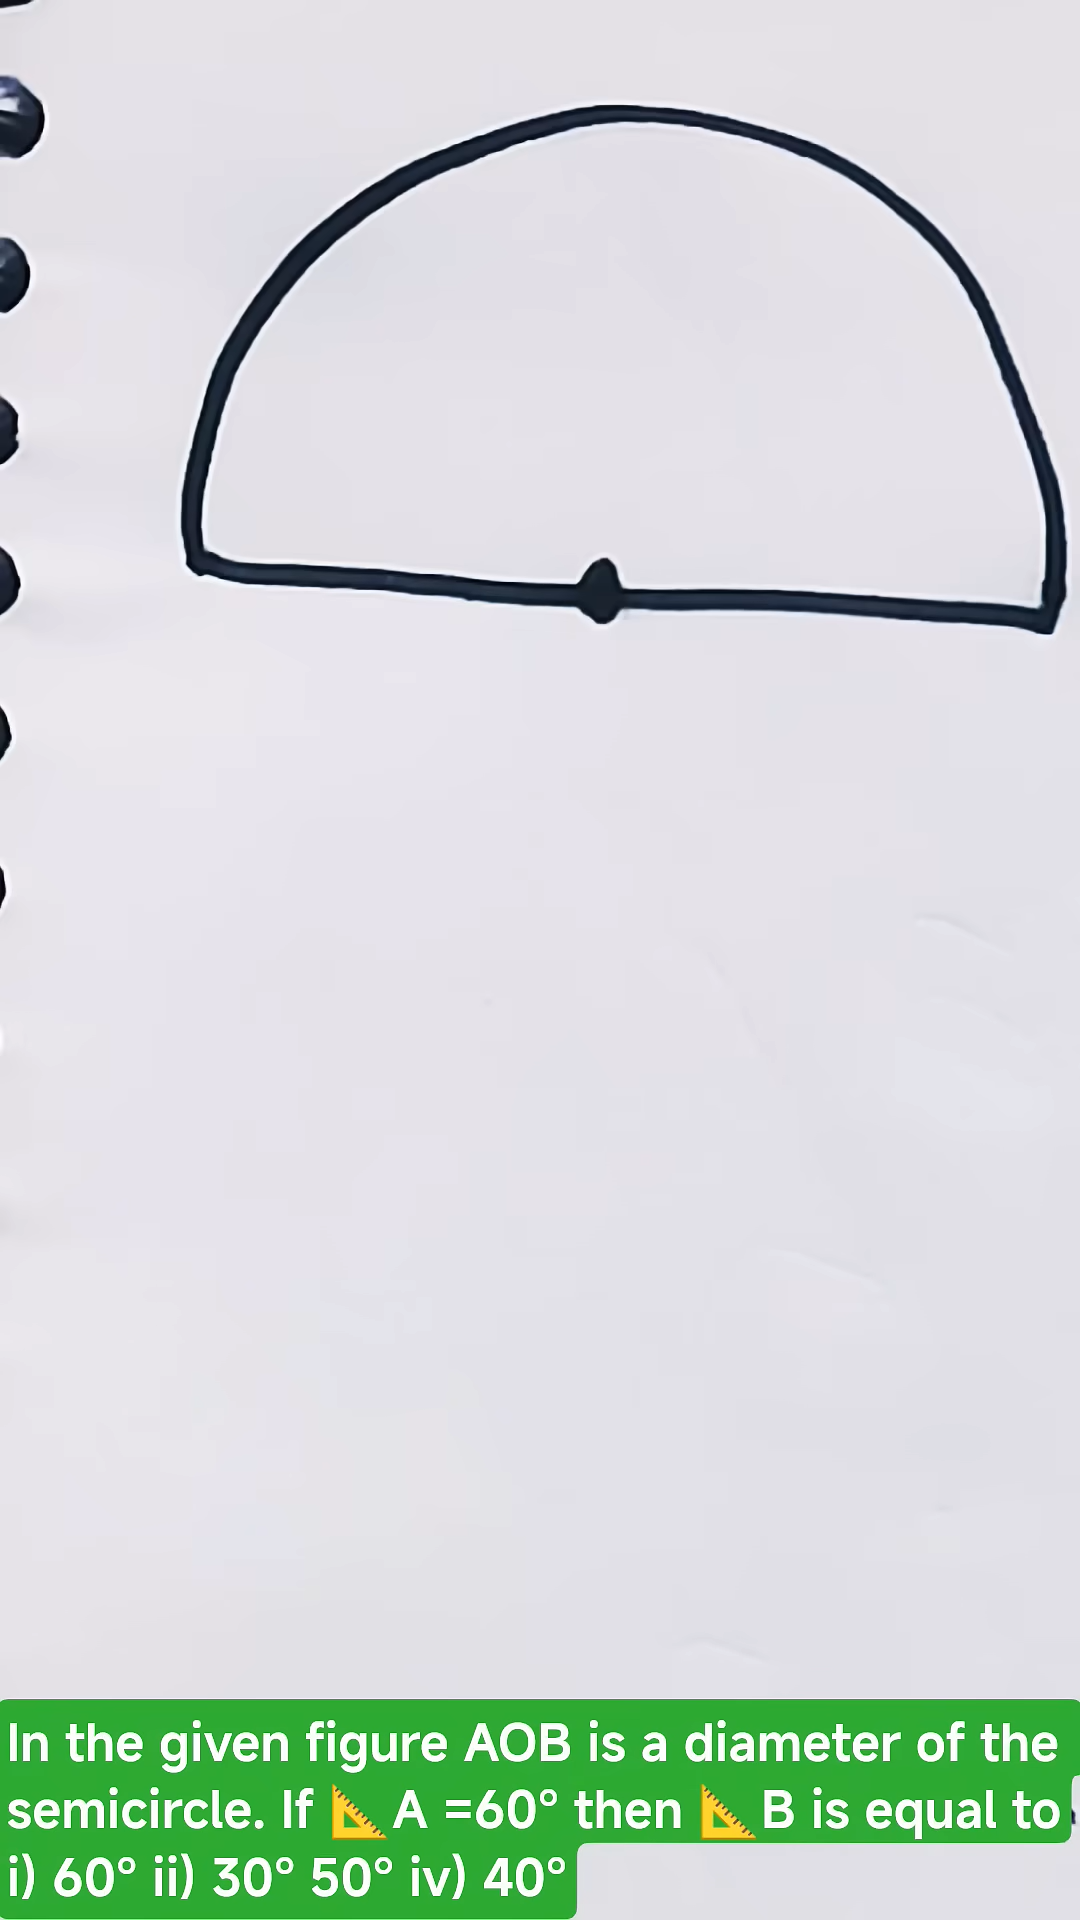 In the given figure AOB is a diameter of the
semicircle. If 📐A =60° then 📐B is equal to
i) 60° ii) 30° 50° iv) 40°